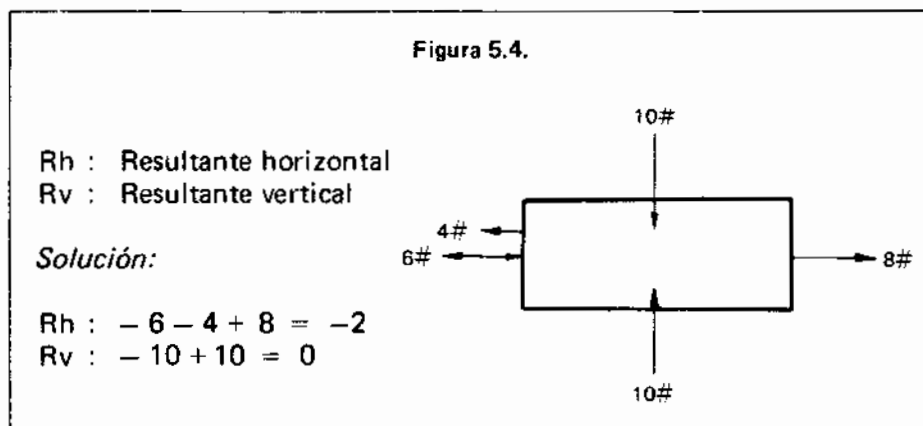 Figura 5.4.
Rh : Resultante horizontal
Rv : Resultante vertical
Solución:
Rh : – 6 – 4 + 8 = –2
Rv : – 10 + 10 = 0
10#
4#
6#
8#
10#